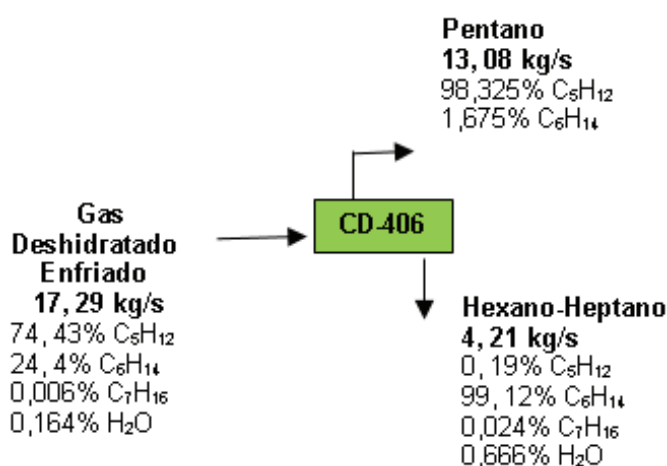 Pentano
13, 08 kg/s
98,325% C₅H₁₂
1,675% C₆H₁₄
Gas
Deshidratado
Enfriado
17, 29 kg/s
74, 43% C₅H₁₂
24, 4% C₆H₁₄
0,006% C₇H₁₆
0,164% H₂O
CD-406
Hexano-Heptano
4, 21 kg/s
0, 19% C₅H₁₂
99, 12% C₆H₁₄
0,024% C₇H₁₆
0,666% H₂O